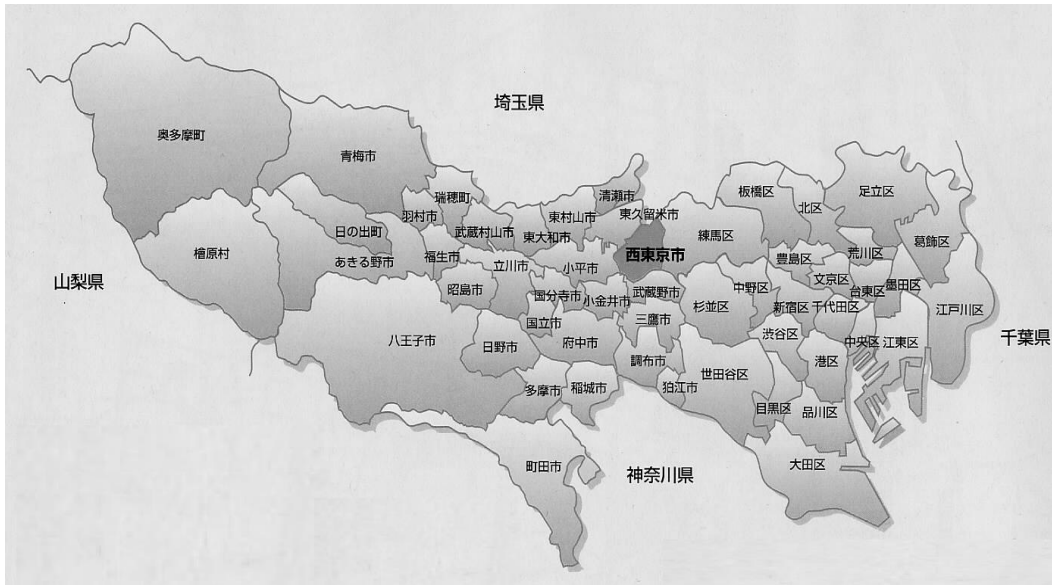 埼玉県
奥多摩町
青梅市
瑞穂町
清瀬市
板橋区
足立区
羽村市
武蔵村山市
東村山市
東久留米市
北区
日の出町
東大和市
練馬区
葛飾区
檜原村
あきる野市
福生市
立川市
小平市
西東京市
豊島区
荒川区
山梨県
昭島市
国分寺市
小金井市
武蔵野市
中野区
文京区
台東区
墨田区
杉並区
新宿区
千代田区
江戸川区
国立市
三鷹市
渋谷区
千葉県
八王子市
日野市
府中市
中央区
江東区
調布市
港区
多摩市
稲城市
狛江市
世田谷区
目黒区
品川区
町田市
神奈川県
大田区